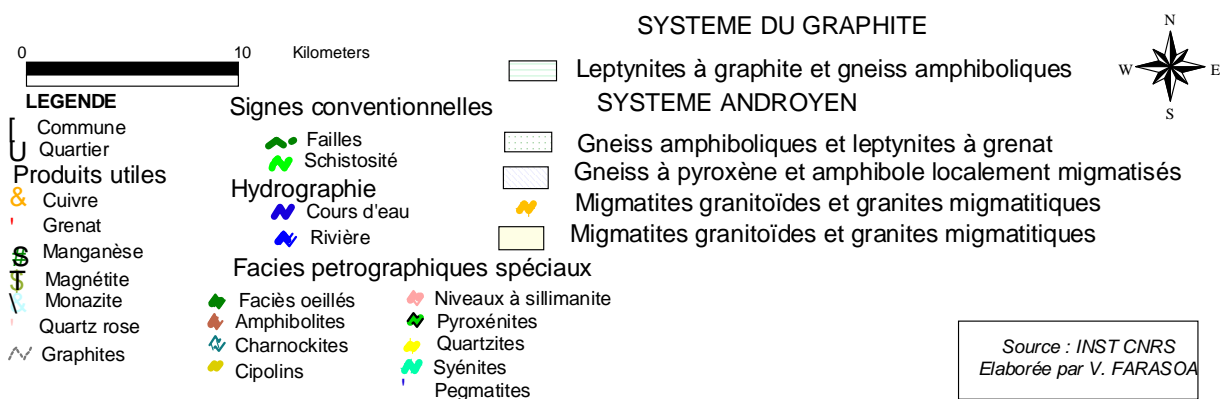 0 10 Kilometers
LEGENDE
[ Commune
U Quartier
Produits utiles
& Cuivre
' Grenat
Manganèse
Magnétite
Monazite
' Quartz rose
Graphites
Signes conventionnelles
Failles
Schistosité
Hydrographie
Cours d'eau
Rivière
Facies petrographiques spéciaux
Faciès oeillés
Amphibolites
Charnockites
Cipolins
Niveaux à sillimanite
Pyroxénites
Quartzites
Syénites
' Pegmatites
SYSTEME DU GRAPHITE
Leptynites à graphite et gneiss amphiboliques
SYSTEME ANDROYEN
Gneiss amphiboliques et leptynites à grenat
Gneiss à pyroxène et amphibole localement migmatisés
Migmatites granitoïdes et granites migmatitiques
Migmatites granitoïdes et granites migmatitiques
N
W E
S
Source : INST CNRS
Elaborée par V. FARASOA